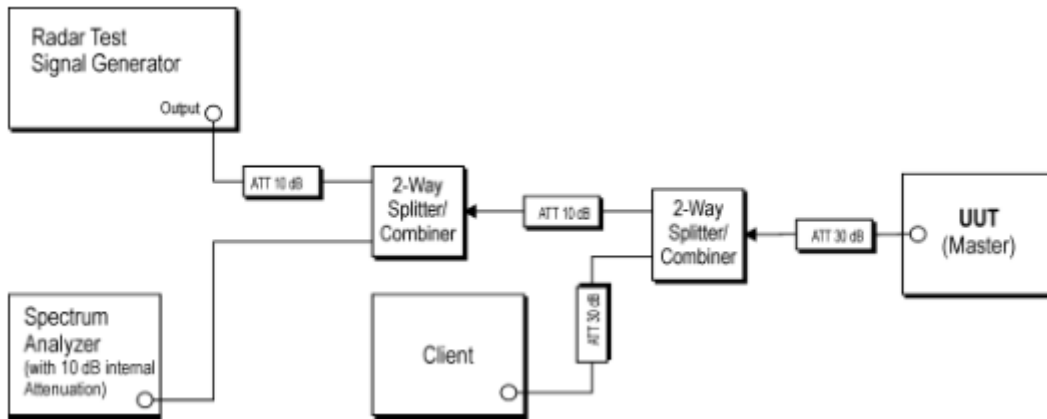 Radar Test
Signal Generator
Output
ATT 10 dB
2-Way
Splitter/
Combiner
ATT 10 dB
2-Way
Splitter/
Combiner
ATT 30 dB
UUT
(Master)
Spectrum
Analyzer
(with 10 dB internal
Attenuation)
Client
ATT 30 dB